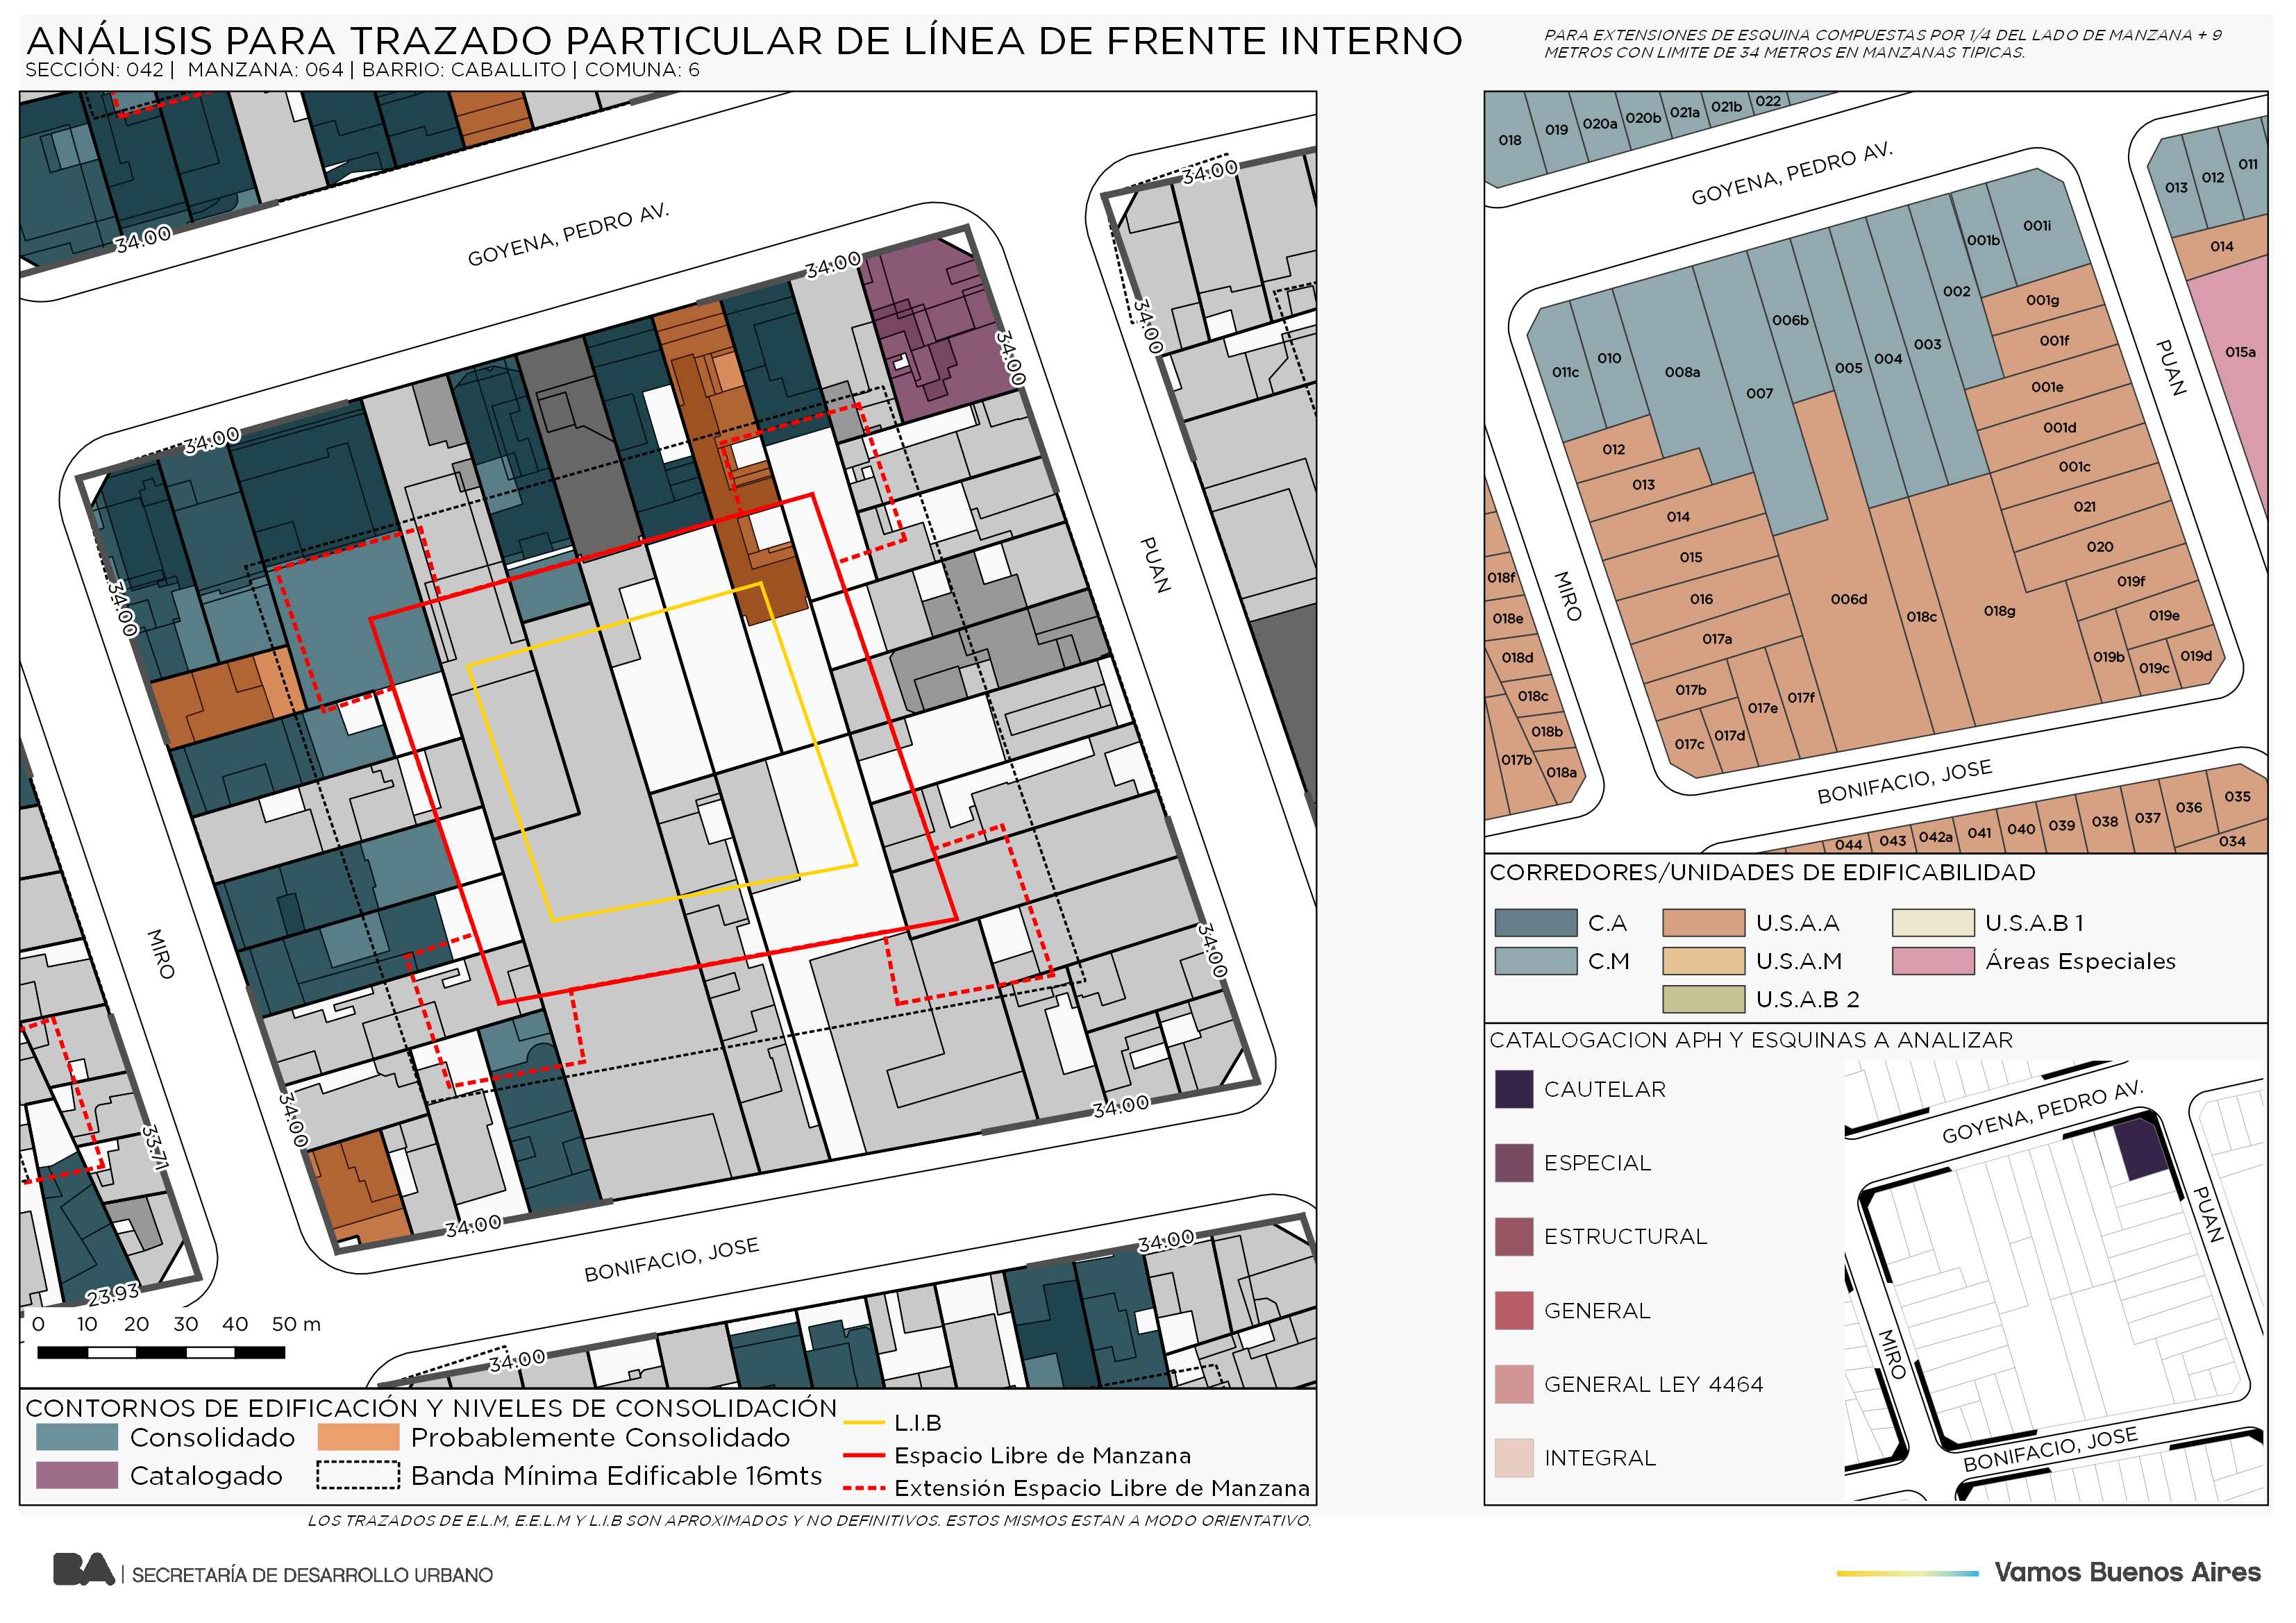 ANÁLISIS PARA TRAZADO PARTICULAR DE LÍNEA DE FRENTE INTERNO
SECCIÓN: 042 | MANZANA: 064 | BARRIO: CABALLITO | COMUNA: 6
PARA EXTENSIONES DE ESQUINA COMPUESTAS POR 1/4 DEL LADO DE MANZANA + 9
METROS CON LIMITE DE 34 METROS EN MANZANAS TIPICAS.
34.00
GOYENA, PEDRO AV.
34.00
34.00
34.00
34.00
34.00
34.00
PUAN
MIRO
34.00
34.00
34.00
34.00
33.71
23.93
BONIFACIO, JOSE
34.00
34.00
0 10 20 30 40 50 m
CONTORNOS DE EDIFICACIÓN Y NIVELES DE CONSOLIDACIÓN
Consolidado
Probablemente Consolidado
Catalogado
Banda Mínima Edificable 16mts
L.I.B
Espacio Libre de Manzana
Extensión Espacio Libre de Manzana
018 019 020a 020b 021a 021b 022
GOYENA, PEDRO AV.
013 012 011
014
015a
001i
001b
002
001g
001f
006b
003
004
005
001e
007
008a
010
011c
001d
012
001c
013
021
014
020
015
019f
016
006d
018c
018g
019e
017a
019b
019c
019d
017b
017e
017f
017c
017d
PUAN
MIRO
018f
018e
018d
018c
018b
017b
018a
BONIFACIO, JOSE
044 043 042a 041 040 039 038 037 036 035
034
CORREDORES/UNIDADES DE EDIFICABILIDAD
C.A
U.S.A.A
U.S.A.B 1
C.M
U.S.A.M
Áreas Especiales
U.S.A.B 2
CATALOGACION APH Y ESQUINAS A ANALIZAR
CAUTELAR
ESPECIAL
ESTRUCTURAL
GENERAL
GENERAL LEY 4464
INTEGRAL
GOYENA, PEDRO AV.
PUAN
MIRO
BONIFACIO, JOSE
LOS TRAZADOS DE E.L.M, E.E.L.M Y L.I.B SON APROXIMADOS Y NO DEFINITIVOS. ESTOS MISMOS ESTAN A MODO ORIENTATIVO.
BA | SECRETARÍA DE DESARROLLO URBANO
Vamos Buenos Aires